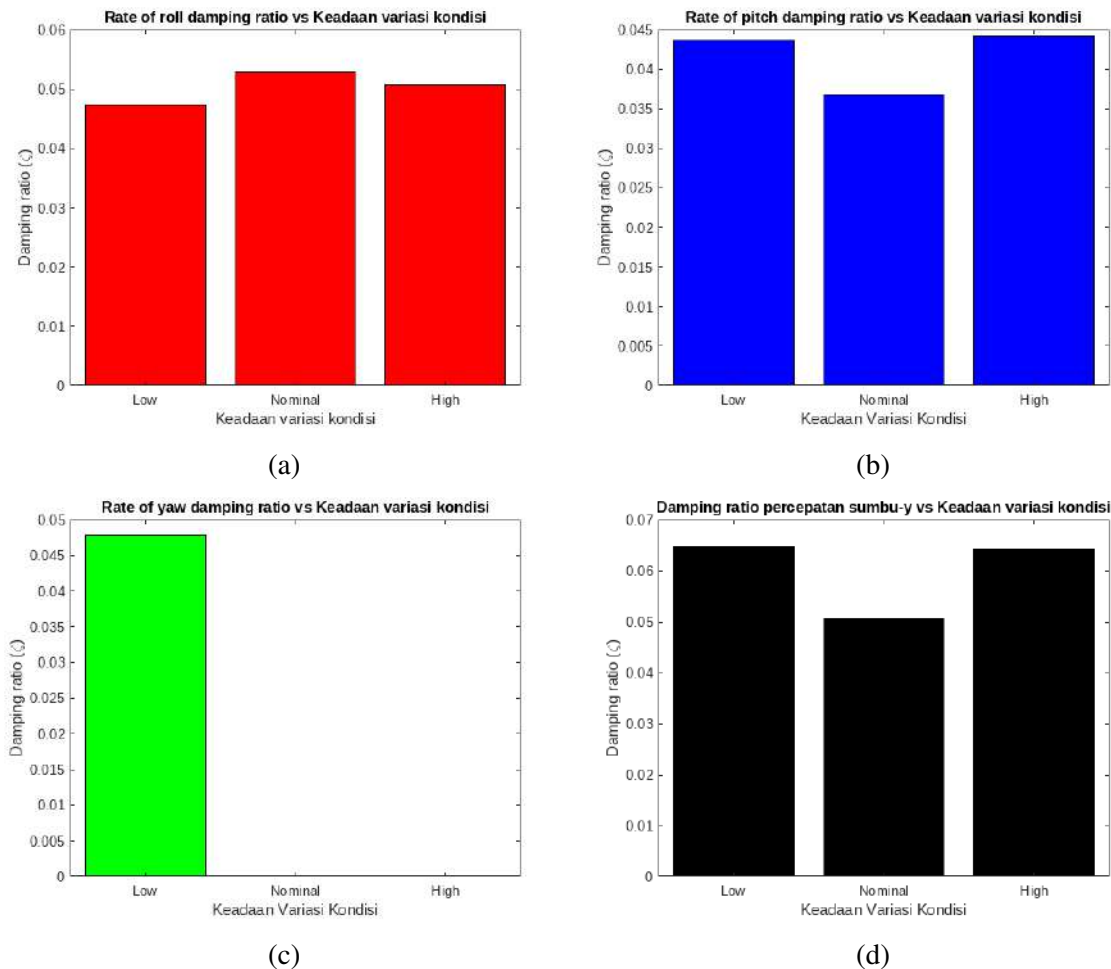 Rate of roll damping ratio vs Keadaan variasi kondisi
0.06
0.05
0.04
0.03
0.02
0.01
0
Damping ratio (ζ)
Low Nominal High
Keadaan variasi kondisi
(a)
Rate of pitch damping ratio vs Keadaan variasi kondisi
0.045
0.04
0.035
0.03
0.025
0.02
0.015
0.01
0.005
0
Damping ratio (ζ)
Low Nominal High
Keadaan Variasi Kondisi
(b)
Rate of yaw damping ratio vs Keadaan variasi kondisi
0.05
0.045
0.04
0.035
0.03
0.025
0.02
0.015
0.01
0.005
0
Damping ratio (ζ)
Low Nominal High
Keadaan Variasi Kondisi
(c)
Damping ratio percepatan sumbu-y vs Keadaan variasi kondisi
0.07
0.06
0.05
0.04
0.03
0.02
0.01
0
Damping ratio (ζ)
Low Nominal High
Keadaan Variasi Kondisi
(d)